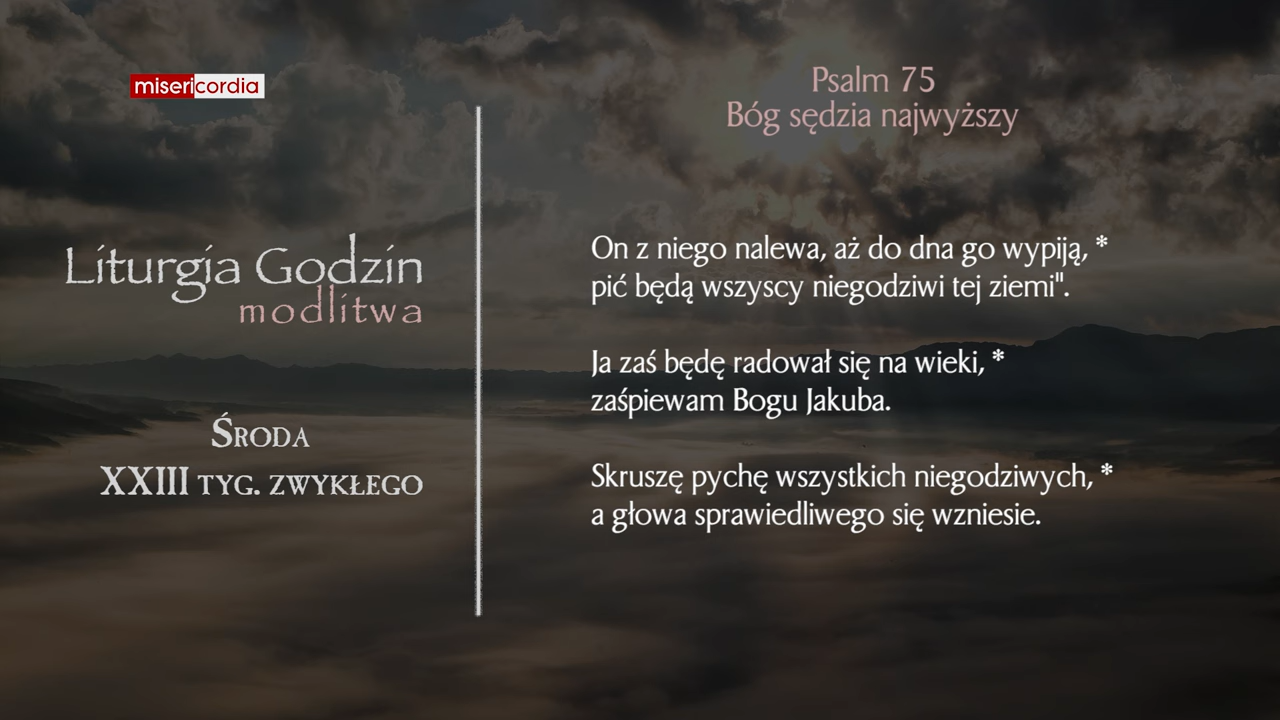 misericordia
Liturgia Godzin
modlitwa
Środa
XXIII tyg. zwykłego
Psalm 75
Bóg sędzia najwyższy
On z niego nalewa, aż do dna go wypiją, *
pić będą wszyscy niegodziwi tej ziemi".
Ja zaś będę radował się na wieki, *
zaśpiewam Bogu Jakuba.
Skruszę pychę wszystkich niegodziwych, *
a głowa sprawiedliwego się wzniesie.